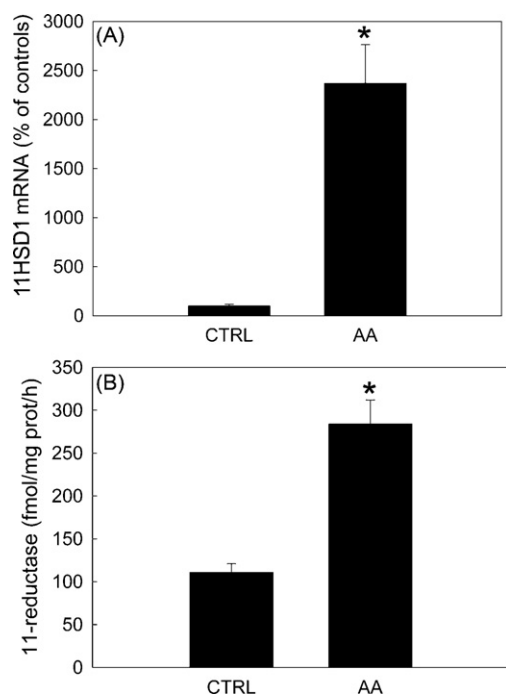 (A)
11HSD1 mRNA (% of controls)
3000
2500
2000
1500
1000
500
0
*
CTRL
AA
(B)
11-reductase (fmol/mg prot/h)
350
300
250
200
150
100
50
0
*
CTRL
AA